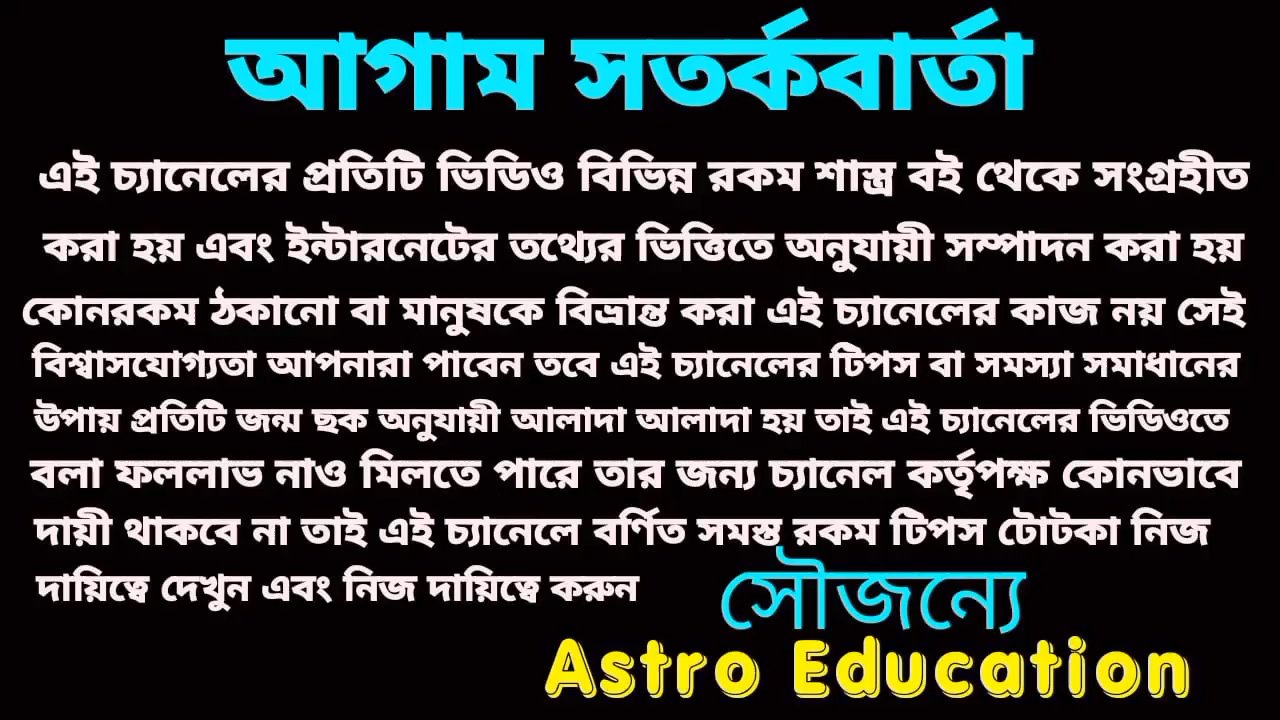 আগাম সতর্কবার্তা
এই চ্যানেলের প্রতিটি ভিডিও বিভিন্ন রকম শাস্ত্র বই থেকে সংগ্রহীত
করা হয় এবং ইন্টারনেটের তথ্যের ভিত্তিতে অনুযায়ী সম্পাদন করা হয়
কোনরকম ঠকানো বা মানুষকে বিভ্রান্ত করা এই চ্যানেলের কাজ নয় সেই
বিশ্বাসযোগ্যতা আপনারা পাবেন তবে এই চ্যানেলের টিপস বা সমস্যা সমাধানের
উপায় প্রতিটি জন্ম ছক অনুযায়ী আলাদা আলাদা হয় তাই এই চ্যানেলের ভিডিওতে
বলা ফললাভ নাও মিলতে পারে তার জন্য চ্যানেল কর্তৃপক্ষ কোনভাবে
দায়ী থাকবে না তাই এই চ্যানেলে বর্ণিত সমস্ত রকম টিপস টোটকা নিজ
দায়িত্বে দেখুন এবং নিজ দায়িত্বে করুন
সৌজন্যে
Astro Education